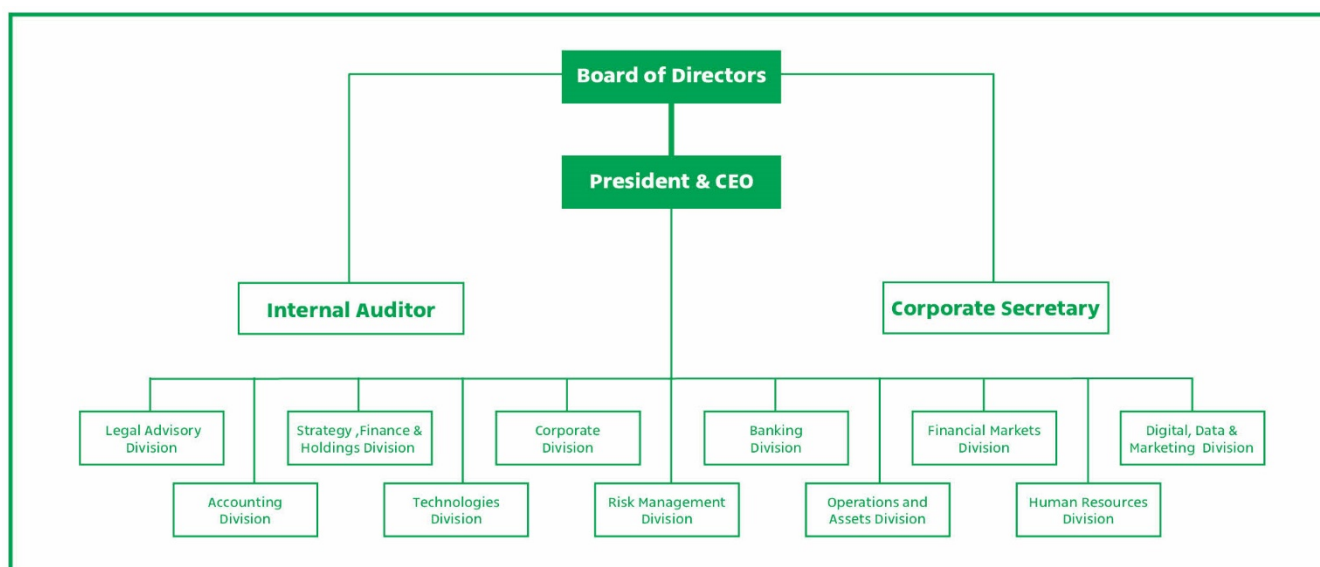 Board of Directors
President & CEO
Internal Auditor
Corporate Secretary
Legal Advisory
Division
Strategy ,Finance &
Holdings Division
Corporate
Division
Banking
Division
Financial Markets
Division
Digital, Data &
Marketing Division
Accounting
Division
Technologies
Division
Risk Management
Division
Operations and
Assets Division
Human Resources
Division